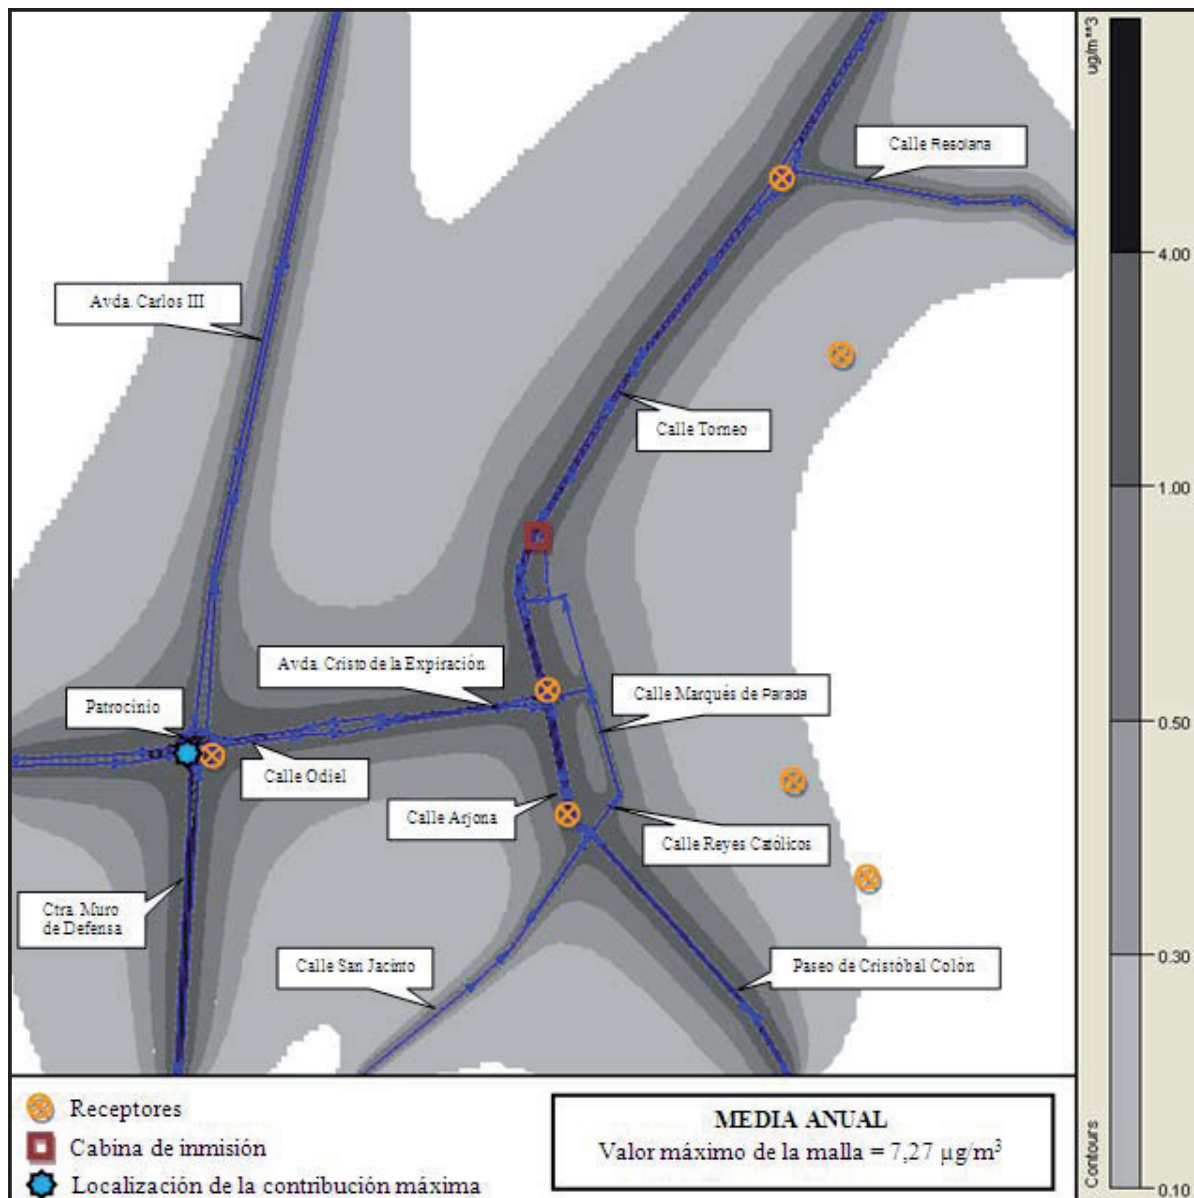 ug/m**3
Calle Resolana
4.00
Avda. Carlos III
Calle Torneo
1.00
Avda. Cristo de la Expiración
Calle Marqués de Parada
Patrocinio
0.50
Calle Odiel
Calle Arjona
Calle Reyes Católicos
Ctra. Muro
de Defensa
Calle San Jacinto
Paseo de Cristóbal Colón
0.30
Receptores
Cabina de inmisión
Localización de la contribución máxima
MEDIA ANUAL
Valor máximo de la malla = 7,27 µg/m³
Contours
0.10